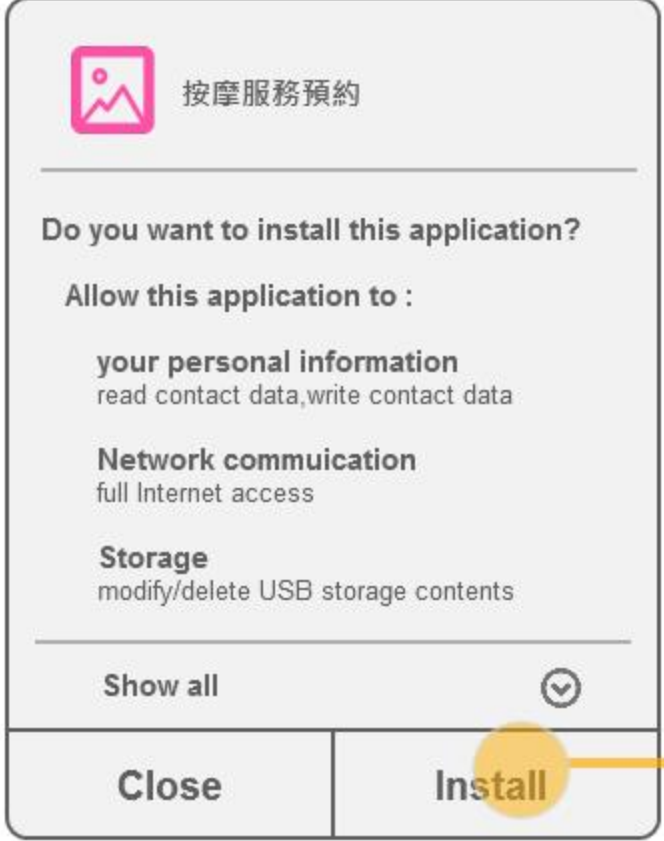 按摩服務預約
Do you want to install this application?
Allow this application to :
your personal information
read contact data,write contact data
Network commuication
full Internet access
Storage
modify/delete USB storage contents
Show all
Close
Install